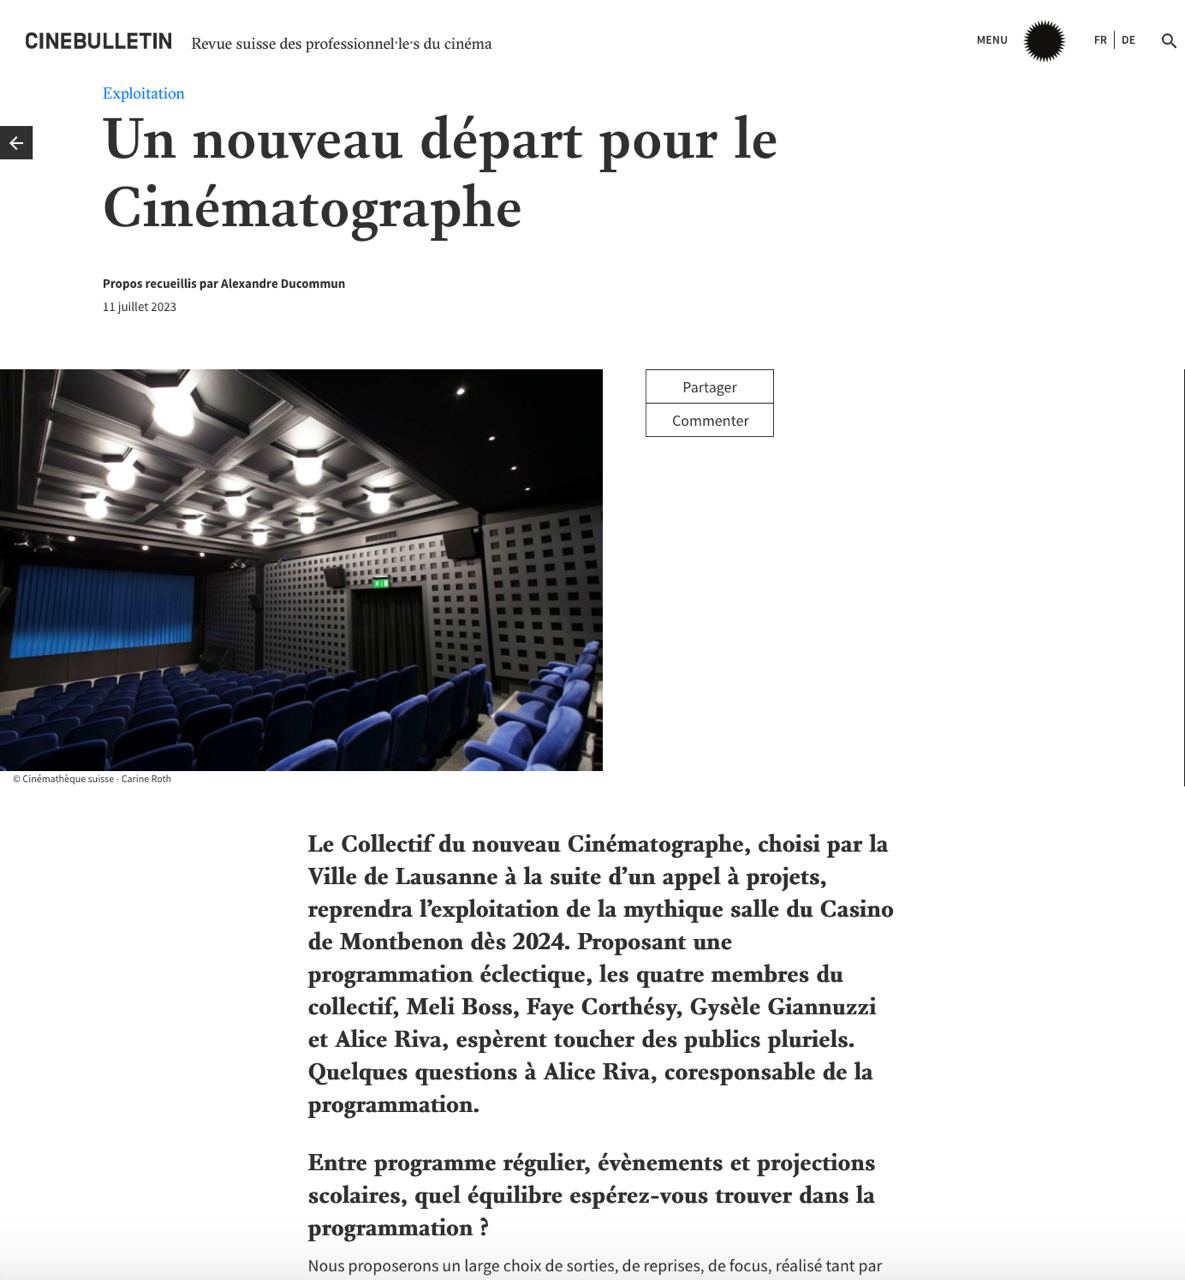 CINEBULLETIN
Revue suisse des professionnel·le·s du cinéma
MENU
FR | DE
Exploitation
Un nouveau départ pour le
Cinématographe
Propos recueillis par Alexandre Ducommun
11 juillet 2023
Partager
Commenter
© Cinémathèque suisse - Carine Roth
Le Collectif du nouveau Cinématographe, choisi par la
Ville de Lausanne à la suite d’un appel à projets,
reprendra l’exploitation de la mythique salle du Casino
de Montbenon dès 2024. Proposant une
programmation éclectique, les quatre membres du
collectif, Meli Boss, Faye Corthésy, Gysèle Giannuzzi
et Alice Riva, espèrent toucher des publics pluriels.
Quelques questions à Alice Riva, coresponsable de la
programmation.
Entre programme régulier, évènements et projections
scolaires, quel équilibre espérez-vous trouver dans la
programmation ?
Nous proposerons un large choix de sorties, de reprises, de focus, réalisé tant par